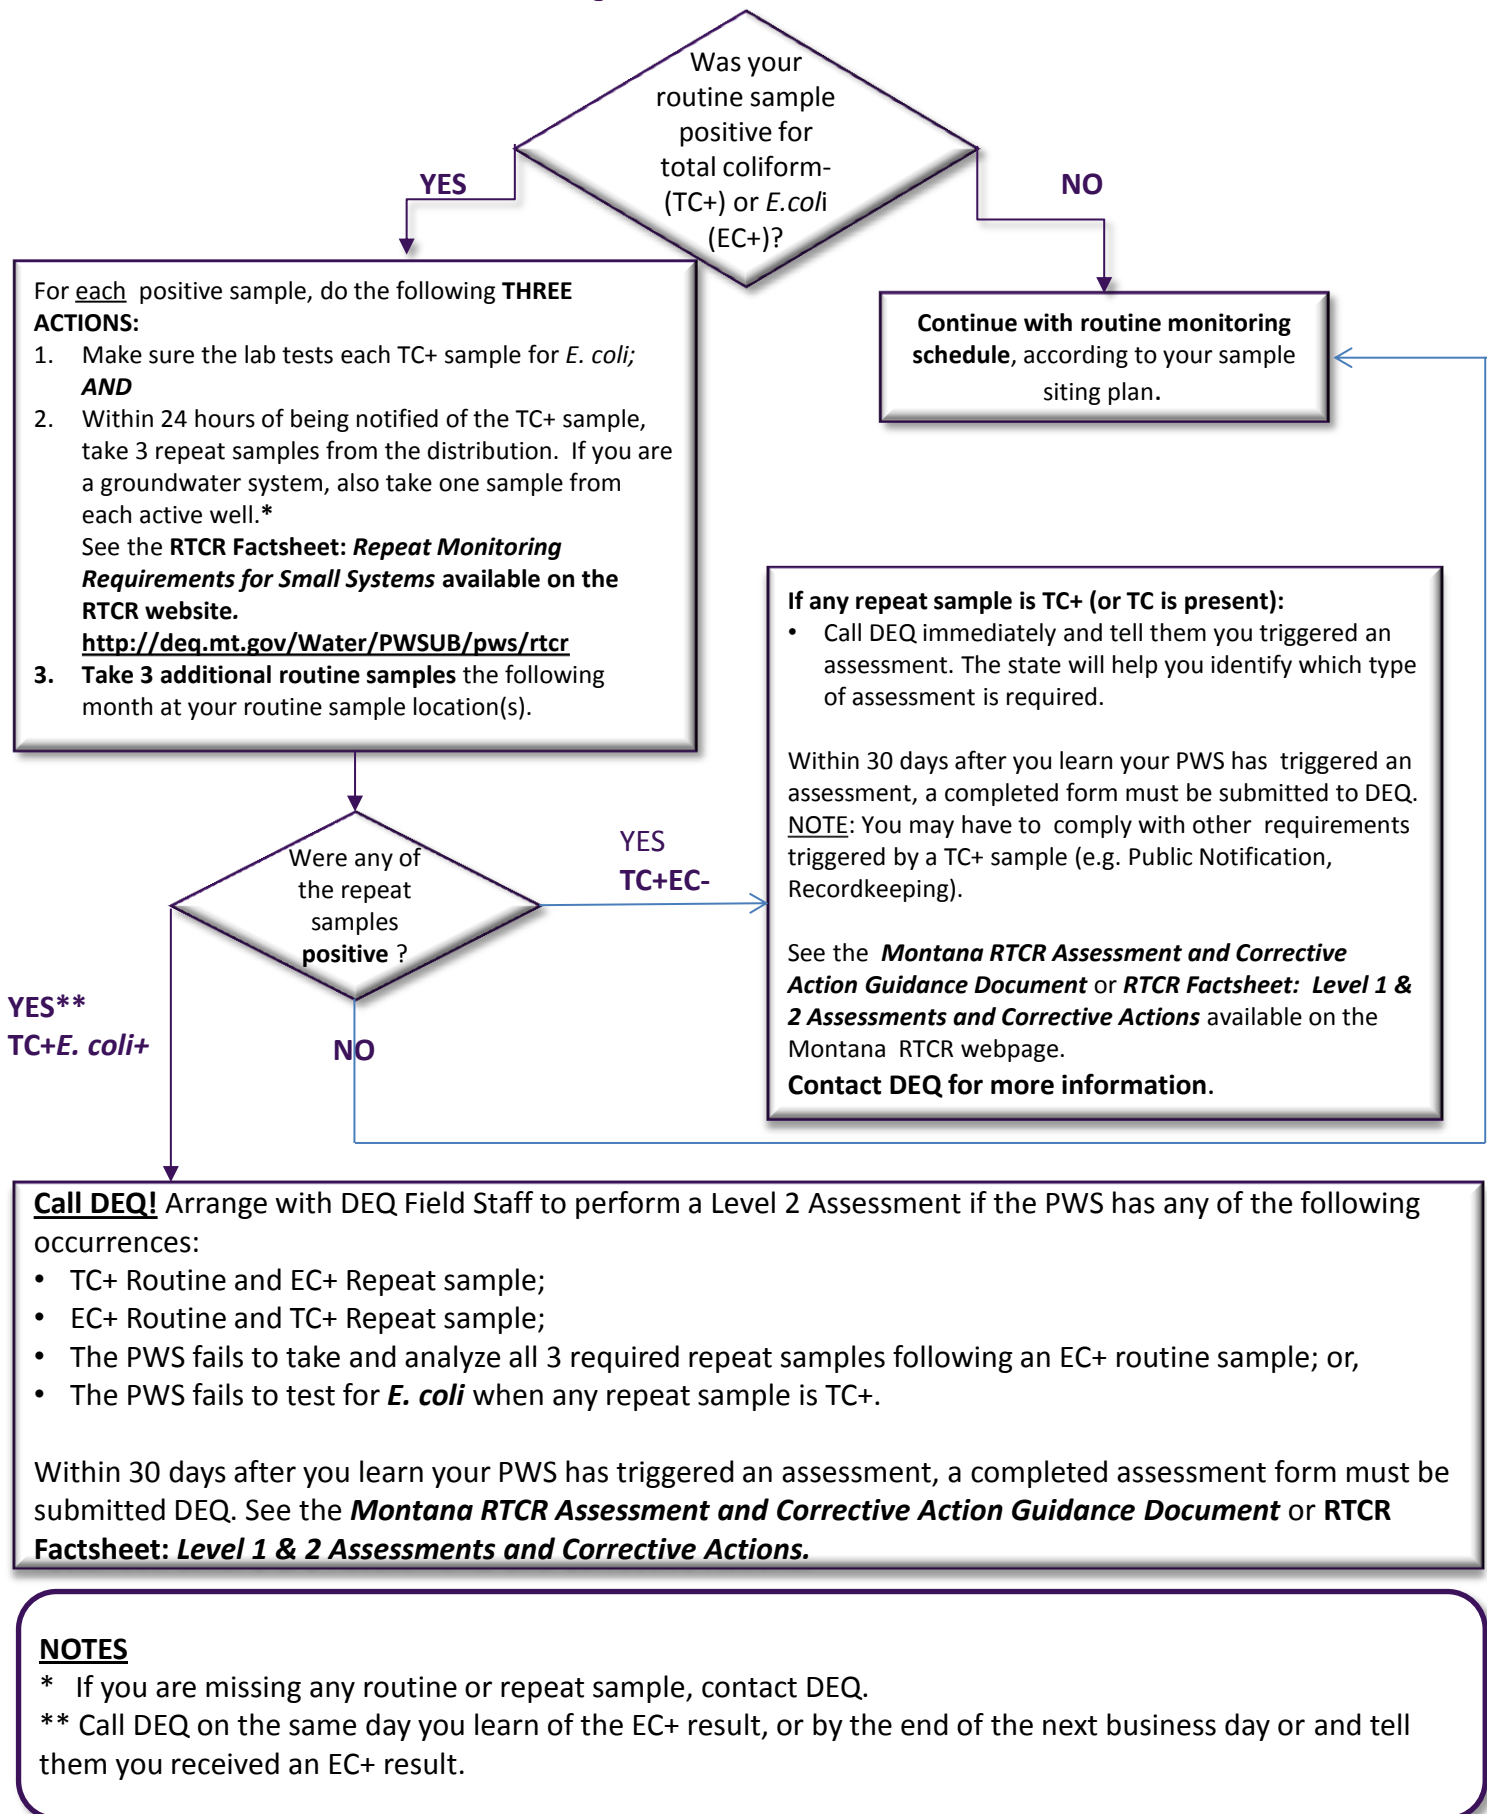 Was your
routine sample
positive for
total coliform-
(TC+) or E.coli
(EC+)?
YES
NO
For each positive sample, do the following THREE
ACTIONS:
1. Make sure the lab tests each TC+ sample for E. coli;
AND
2. Within 24 hours of being notified of the TC+ sample,
take 3 repeat samples from the distribution. If you are
a groundwater system, also take one sample from
each active well.*
See the RTCR Factsheet: Repeat Monitoring
Requirements for Small Systems available on the
RTCR website.
http://deq.mt.gov/Water/PWSUB/pws/rtcr
3. Take 3 additional routine samples the following
month at your routine sample location(s).
Continue with routine monitoring
schedule, according to your sample
siting plan.
Were any of
the repeat
samples
positive ?
YES
TC+EC-
If any repeat sample is TC+ (or TC is present):
• Call DEQ immediately and tell them you triggered an
assessment. The state will help you identify which type
of assessment is required.
Within 30 days after you learn your PWS has triggered an
assessment, a completed form must be submitted to DEQ.
NOTE: You may have to comply with other requirements
triggered by a TC+ sample (e.g. Public Notification,
Recordkeeping).
See the Montana RTCR Assessment and Corrective
Action Guidance Document or RTCR Factsheet: Level 1 &
2 Assessments and Corrective Actions available on the
Montana RTCR webpage.
Contact DEQ for more information.
YES**
TC+E. coli+
NO
Call DEQ! Arrange with DEQ Field Staff to perform a Level 2 Assessment if the PWS has any of the following
occurrences:
• TC+ Routine and EC+ Repeat sample;
• EC+ Routine and TC+ Repeat sample;
• The PWS fails to take and analyze all 3 required repeat samples following an EC+ routine sample; or,
• The PWS fails to test for E. coli when any repeat sample is TC+.
Within 30 days after you learn your PWS has triggered an assessment, a completed assessment form must be
submitted DEQ. See the Montana RTCR Assessment and Corrective Action Guidance Document or RTCR
Factsheet: Level 1 & 2 Assessments and Corrective Actions.
NOTES
* If you are missing any routine or repeat sample, contact DEQ.
** Call DEQ on the same day you learn of the EC+ result, or by the end of the next business day or and tell
them you received an EC+ result.